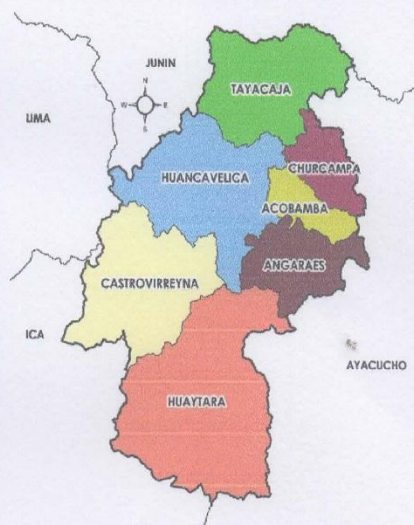 JUNIN
TAYACAJA
N
W
E
S
LIMA
CHURCAMPA
HUANCAVELICA
ACOBAMBA
ANGARAES
CASTROVIRREYNA
ICA
AYACUCHO
HUAYTARA